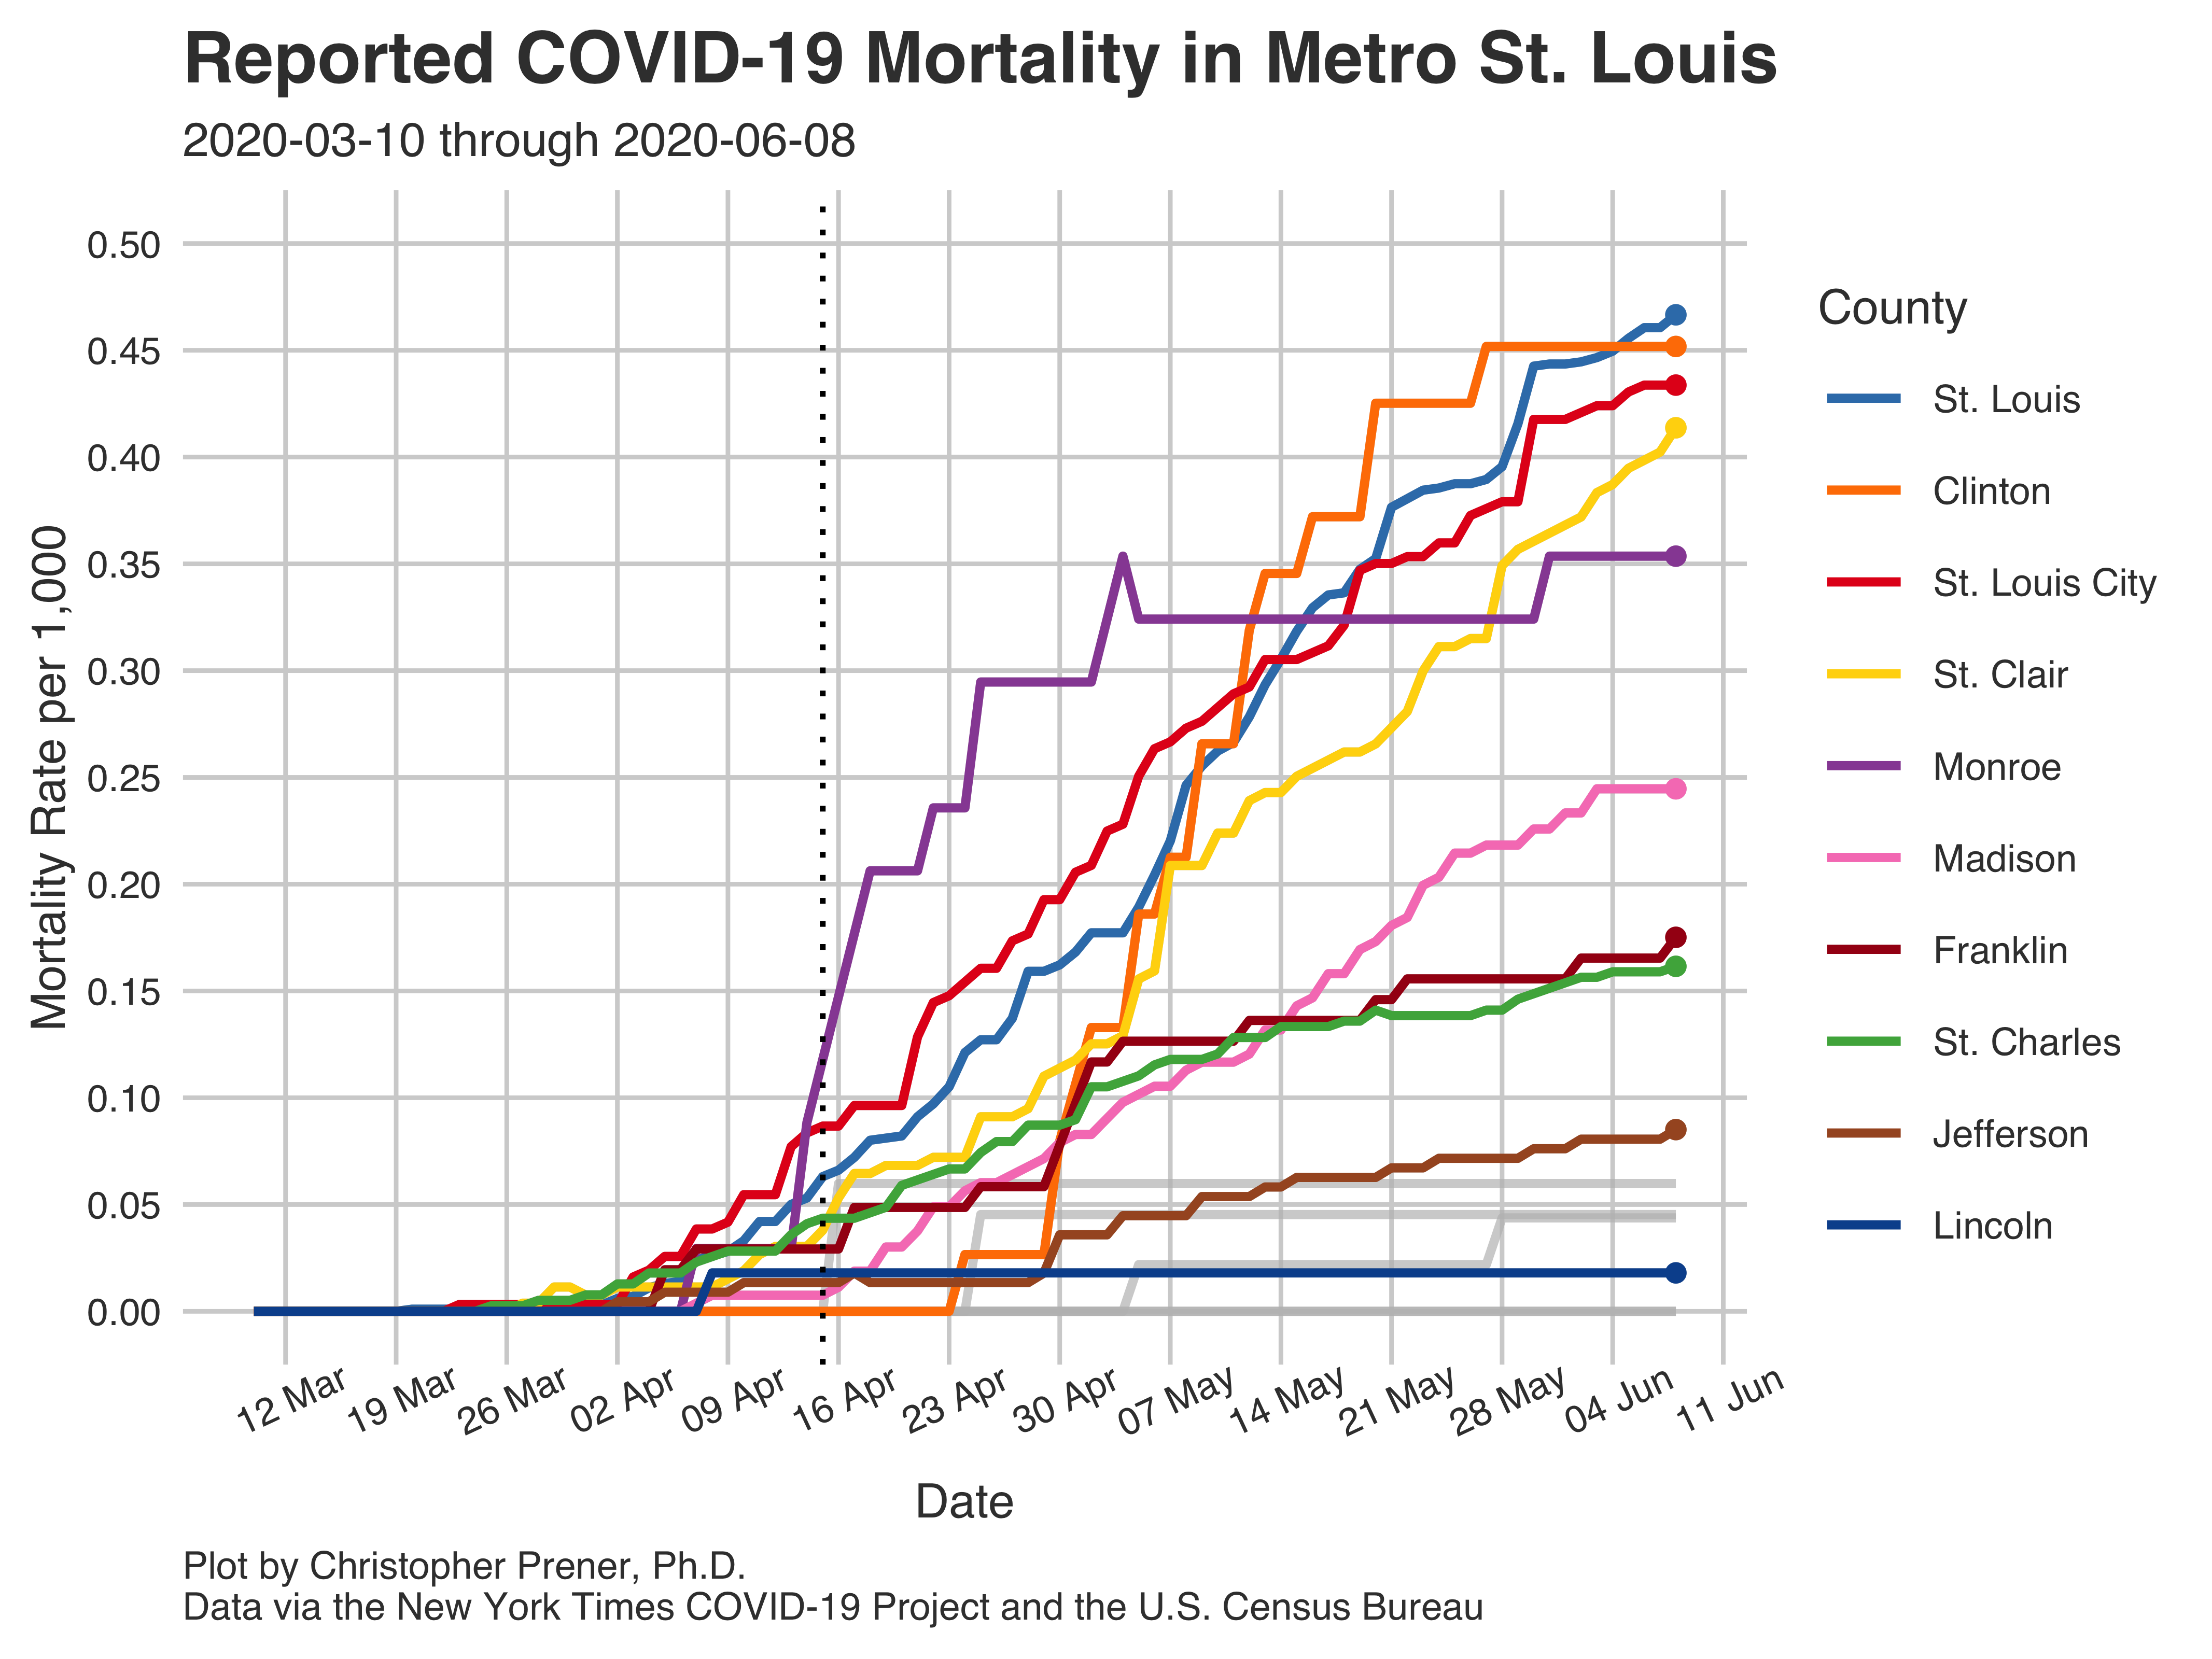 Reported COVID-19 Mortality in Metro St. Louis
2020-03-10 through 2020-06-08
Mortality Rate per 1,000
0.50
0.45
0.40
0.35
0.30
0.25
0.20
0.15
0.10
0.05
0.00
12 Mar
19 Mar
26 Mar
02 Apr
09 Apr
16 Apr
23 Apr
30 Apr
07 May
14 May
21 May
28 May
04 Jun
11 Jun
Date
County
St. Louis
Clinton
St. Louis City
St. Clair
Monroe
Madison
Franklin
St. Charles
Jefferson
Lincoln
Plot by Christopher Prener, Ph.D.
Data via the New York Times COVID-19 Project and the U.S. Census Bureau